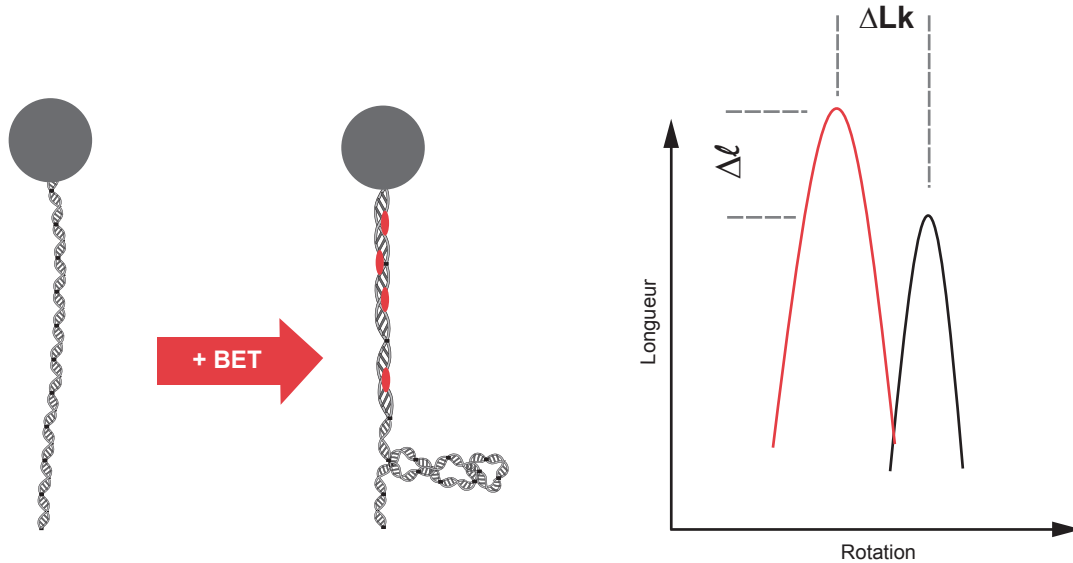 + BET
ΔLk
Δℓ
Longueur
Rotation